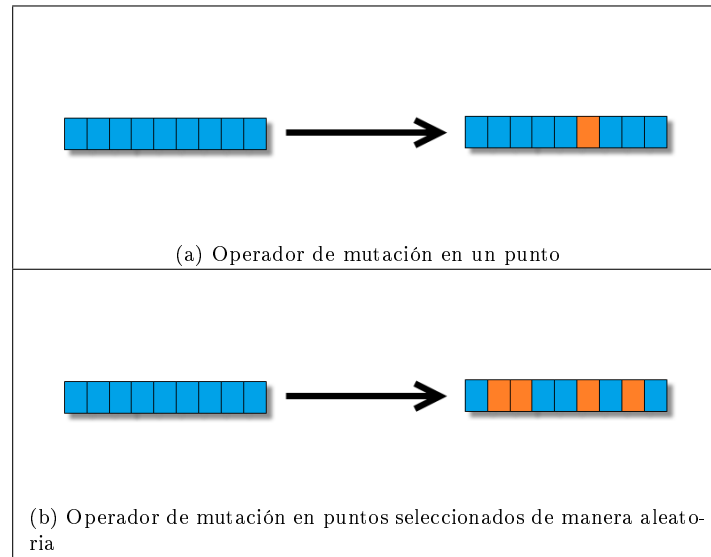 (a) Operador de mutación en un punto
(b) Operador de mutación en puntos seleccionados de manera aleato-
ria